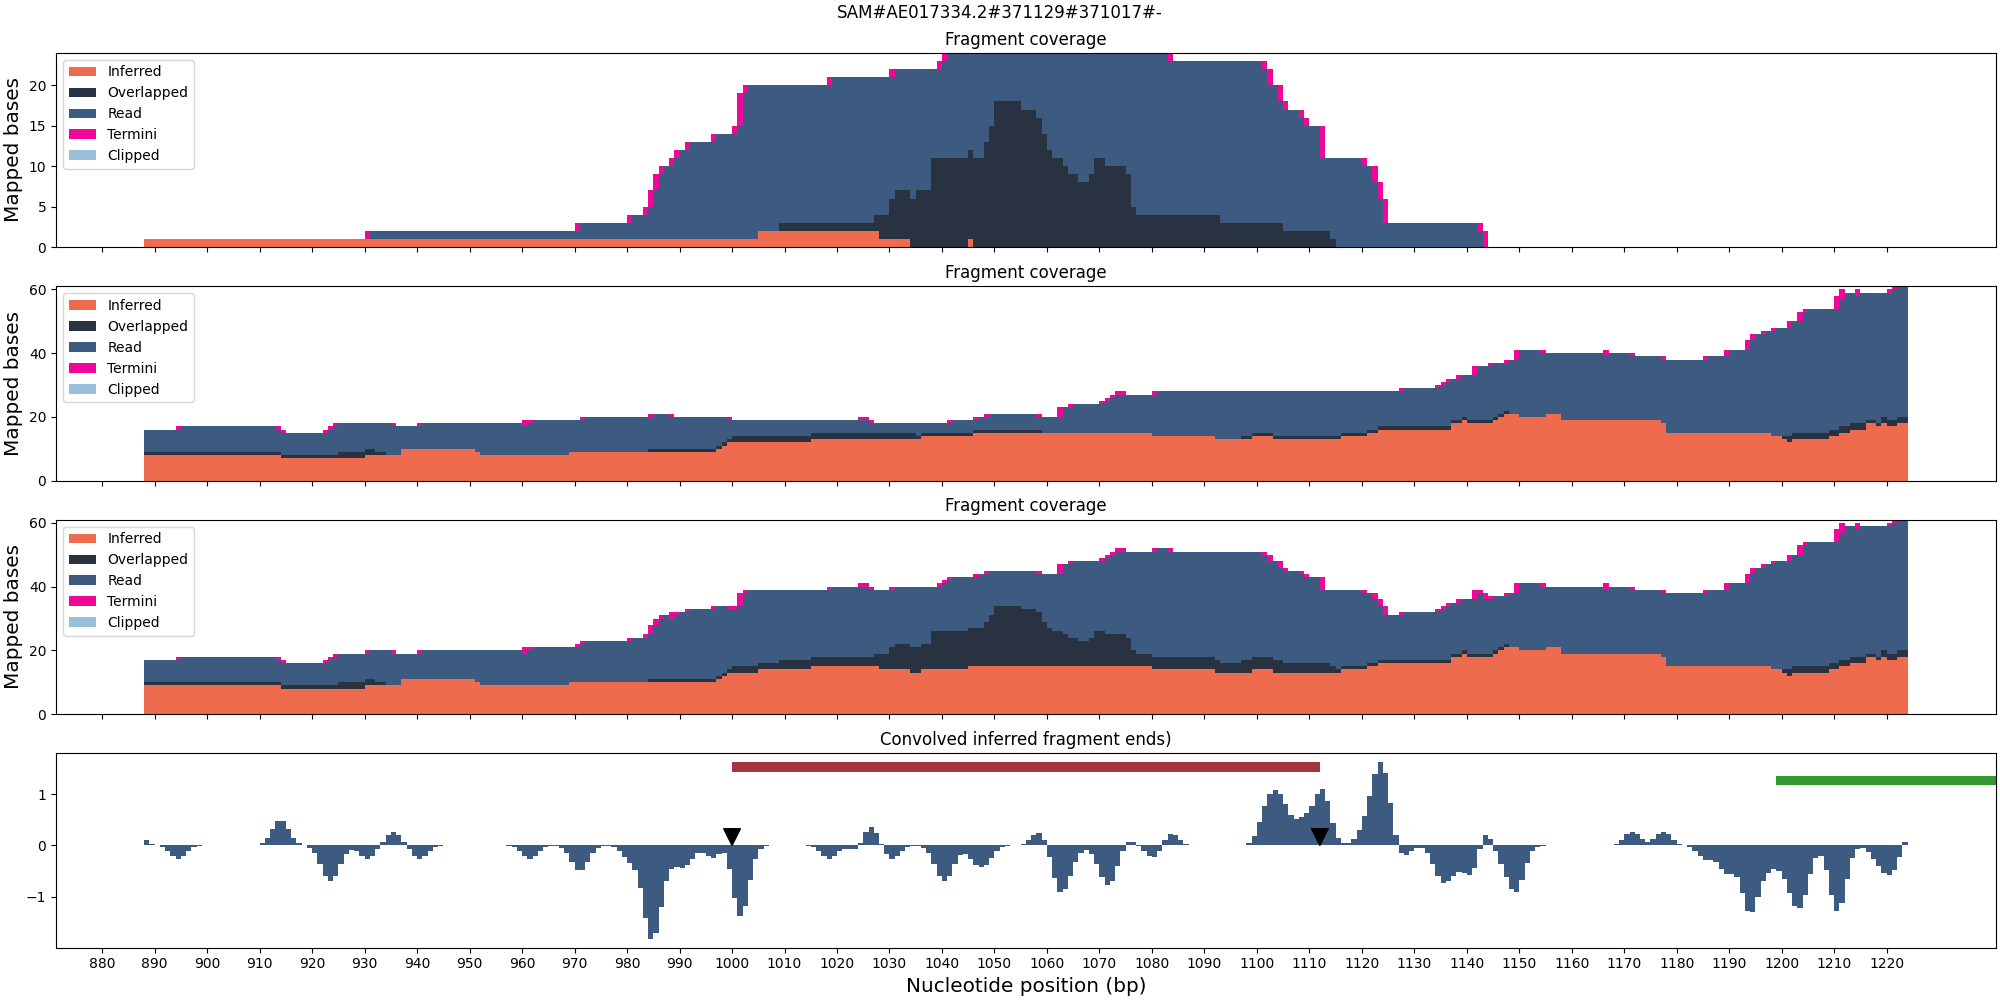 SAM#AE017334.2#371129#371017#-
Fragment coverage
Mapped bases
20
15
10
5
0
Inferred
Overlapped
Read
Termini
Clipped
Fragment coverage
Mapped bases
60
40
20
0
Inferred
Overlapped
Read
Termini
Clipped
Fragment coverage
Mapped bases
60
40
20
0
Inferred
Overlapped
Read
Termini
Clipped
Convolved inferred fragment ends)
1
0
−1
880 890 900 910 920 930 940 950 960 970 980 990 1000 1010 1020 1030 1040 1050 1060 1070 1080 1090 1100 1110 1120 1130 1140 1150 1160 1170 1180 1190 1200 1210 1220
Nucleotide position (bp)